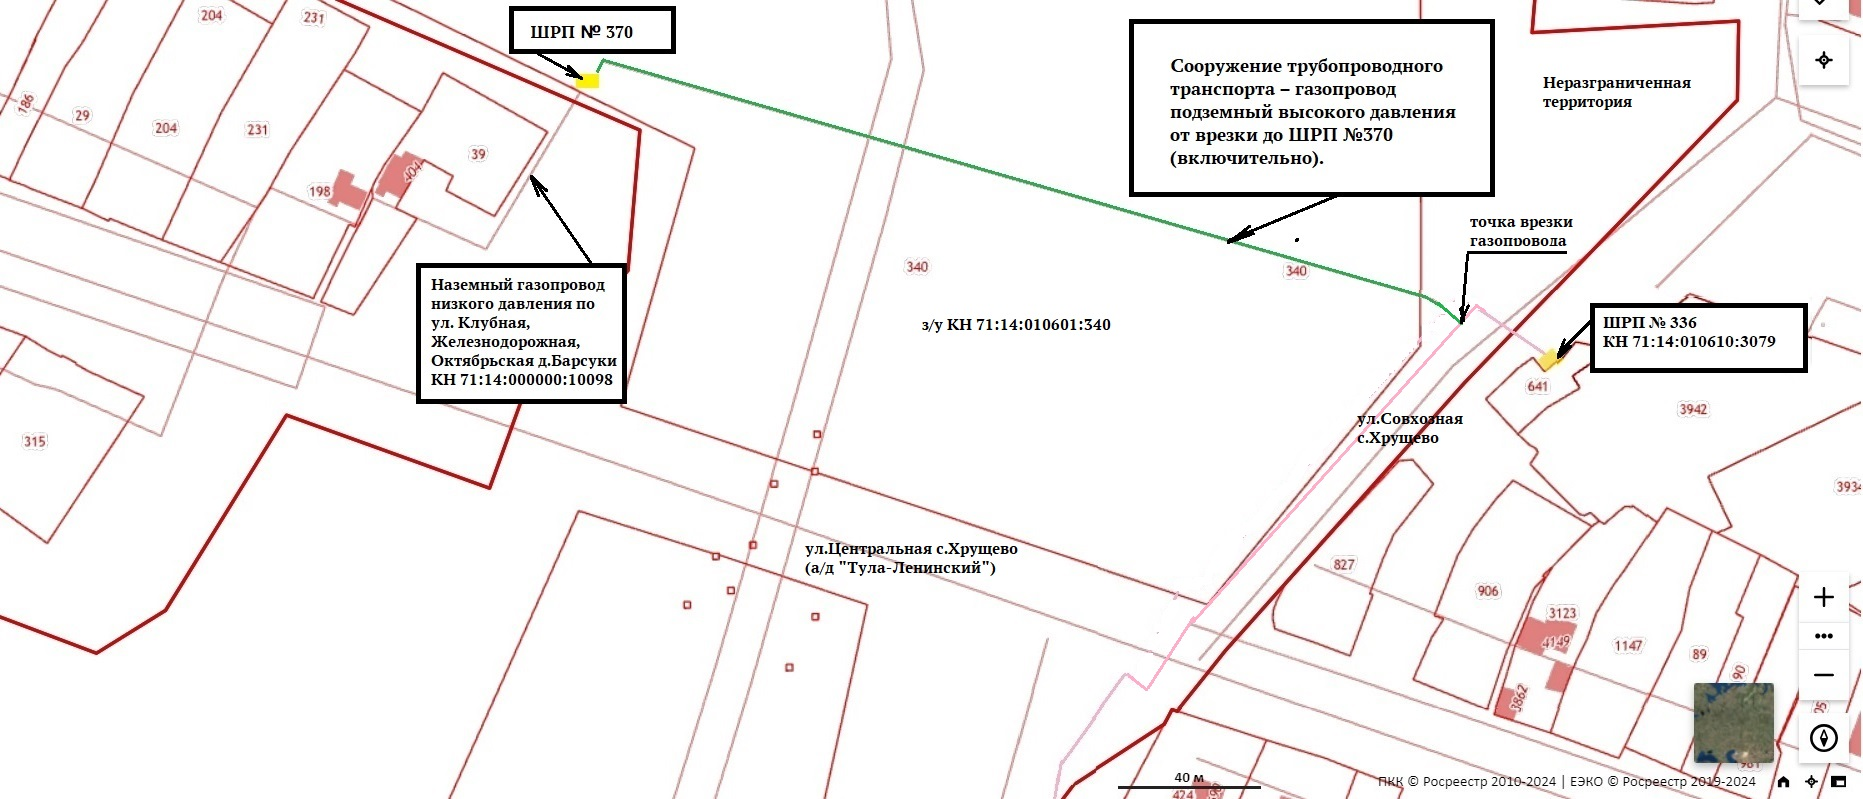 204
231
ШРП № 370
186
29
204
231
39
404
198
Сооружение трубопроводного
транспорта – газопровод
подземный высокого давления
от врезки до ШРП №370
(включительно).
Неразграниченная
территория
точка врезки
газопровода
340
340
з/у КН 71:14:010601:340
Наземный газопровод
низкого давления по
ул. Клубная,
Железнодорожная,
Октябрьская д.Барсуки
КН 71:14:000000:10098
ШРП № 336
КН 71:14:010610:3079
641
3942
315
ул.Совхозная
с.Хрущево
3934
ул.Центральная с.Хрущево
(а/д "Тула-Ленинский")
827
906
3123
4149
1147
89
90
3862
40 м
424
ПКК © Росреестр 2010-2024 | ЕЭКО © Росреестр 2019-2024